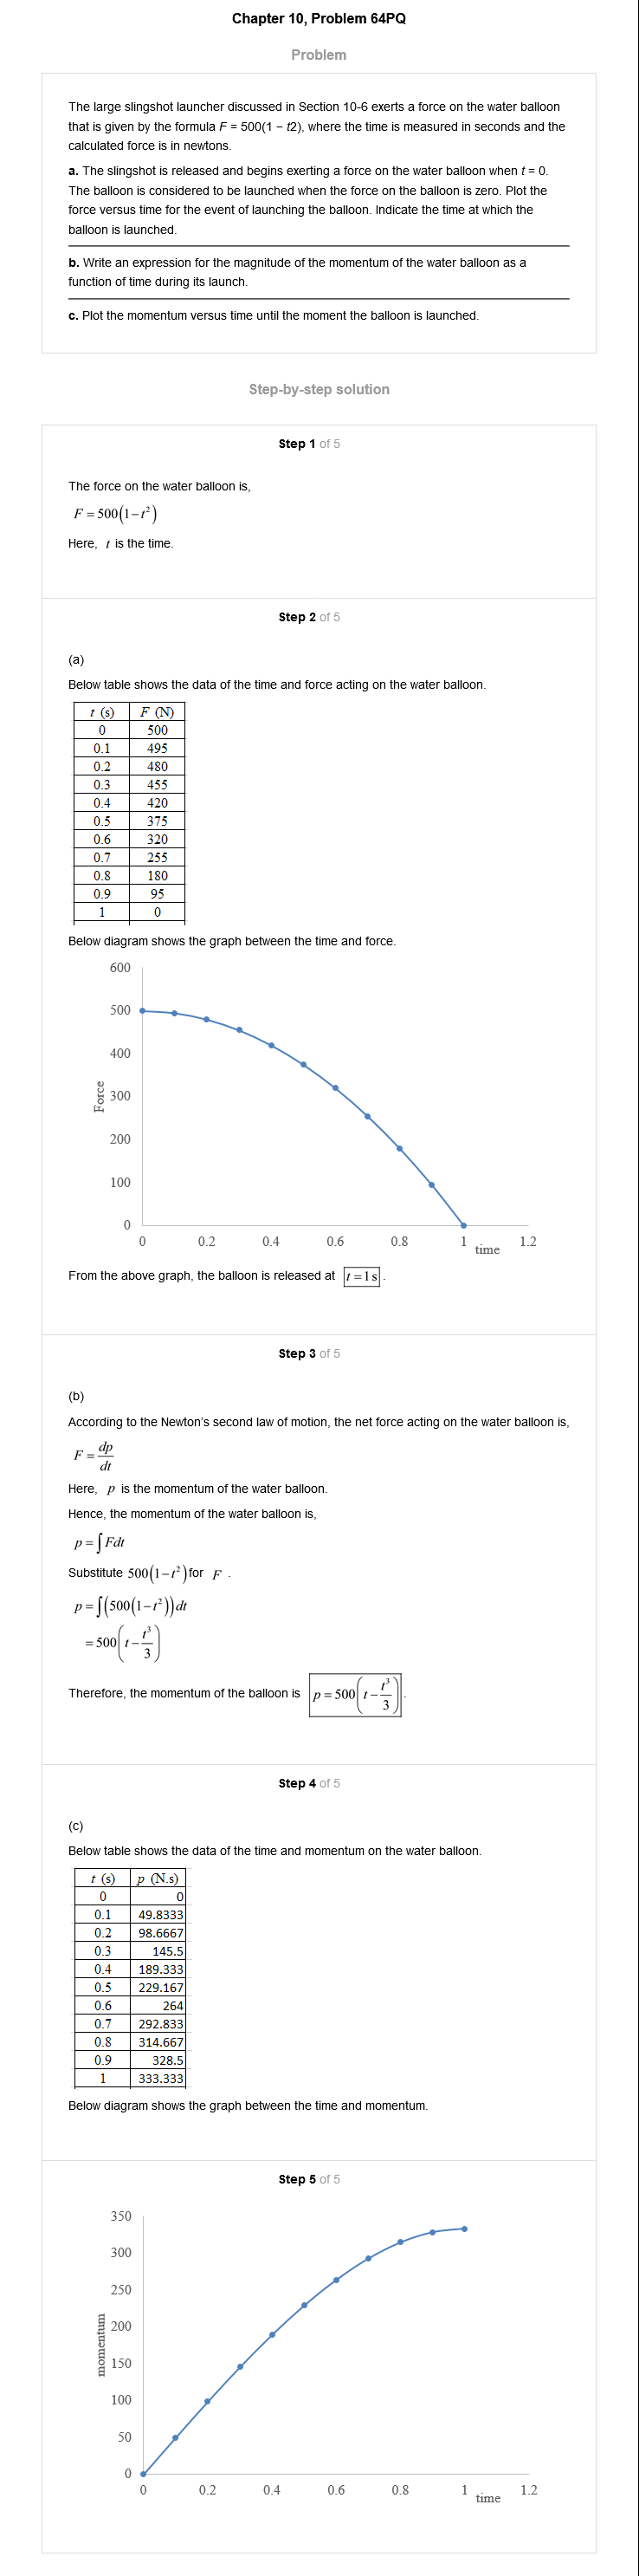 Chapter 10, Problem 64PQ
Problem
The large slingshot launcher discussed in Section 10-6 exerts a force on the water balloon
that is given by the formula F = 500(1 − t2), where the time is measured in seconds and the
calculated force is in newtons.
a. The slingshot is released and begins exerting a force on the water balloon when t = 0.
The balloon is considered to be launched when the force on the balloon is zero. Plot the
force versus time for the event of launching the balloon. Indicate the time at which the
balloon is launched.
b. Write an expression for the magnitude of the momentum of the water balloon as a
function of time during its launch.
c. Plot the momentum versus time until the moment the balloon is launched.
Step-by-step solution
Step 1 of 5
The force on the water balloon is,
F = 500(1 − t²)
Here, t is the time.
Step 2 of 5
(a)
Below table shows the data of the time and force acting on the water balloon.
t (s) F (N)
0 500
0.1 495
0.2 480
0.3 455
0.4 420
0.5 375
0.6 320
0.7 255
0.8 180
0.9 95
1 0
Below diagram shows the graph between the time and force.
600
500
400
300
200
100
0
Force
0 0.2 0.4 0.6 0.8 1 1.2
time
From the above graph, the balloon is released at t = 1 s.
Step 3 of 5
(b)
According to the Newton's second law of motion, the net force acting on the water balloon is,
F = dp/dt
Here, p is the momentum of the water balloon.
Hence, the momentum of the water balloon is,
p = ∫ Fdt
Substitute 500(1 − t²) for F .
p = ∫(500(1 − t²))dt
= 500(t − t³/3)
Therefore, the momentum of the balloon is p = 500(t − t³/3).
Step 4 of 5
(c)
Below table shows the data of the time and momentum on the water balloon.
t (s) p (N.s)
0 0
0.1 49.8333
0.2 98.6667
0.3 145.5
0.4 189.333
0.5 229.167
0.6 264
0.7 292.833
0.8 314.667
0.9 328.5
1 333.333
Below diagram shows the graph between the time and momentum.
Step 5 of 5
350
300
250
200
150
100
50
0
momentum
0 0.2 0.4 0.6 0.8 1 1.2
time